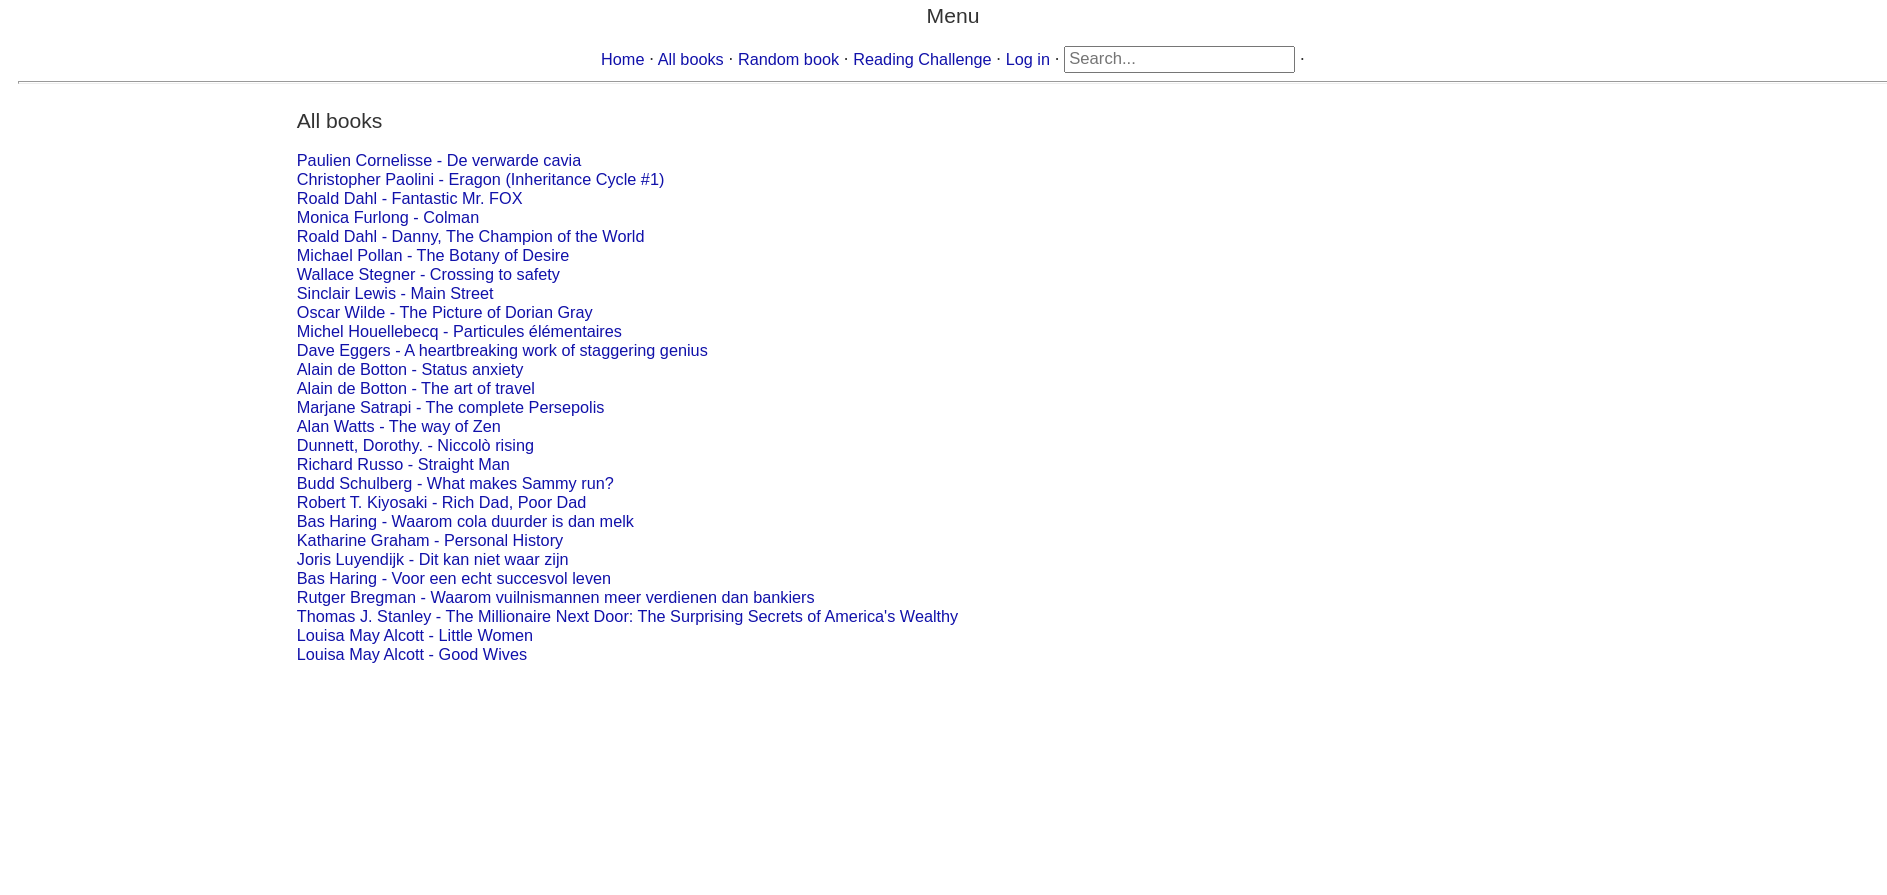 Menu
Home · All books · Random book · Reading Challenge · Log in · Search... ·
All books
Paulien Cornelisse - De verwarde cavia
Christopher Paolini - Eragon (Inheritance Cycle #1)
Roald Dahl - Fantastic Mr. FOX
Monica Furlong - Colman
Roald Dahl - Danny, The Champion of the World
Michael Pollan - The Botany of Desire
Wallace Stegner - Crossing to safety
Sinclair Lewis - Main Street
Oscar Wilde - The Picture of Dorian Gray
Michel Houellebecq - Particules élémentaires
Dave Eggers - A heartbreaking work of staggering genius
Alain de Botton - Status anxiety
Alain de Botton - The art of travel
Marjane Satrapi - The complete Persepolis
Alan Watts - The way of Zen
Dunnett, Dorothy. - Niccolò rising
Richard Russo - Straight Man
Budd Schulberg - What makes Sammy run?
Robert T. Kiyosaki - Rich Dad, Poor Dad
Bas Haring - Waarom cola duurder is dan melk
Katharine Graham - Personal History
Joris Luyendijk - Dit kan niet waar zijn
Bas Haring - Voor een echt succesvol leven
Rutger Bregman - Waarom vuilnismannen meer verdienen dan bankiers
Thomas J. Stanley - The Millionaire Next Door: The Surprising Secrets of America's Wealthy
Louisa May Alcott - Little Women
Louisa May Alcott - Good Wives